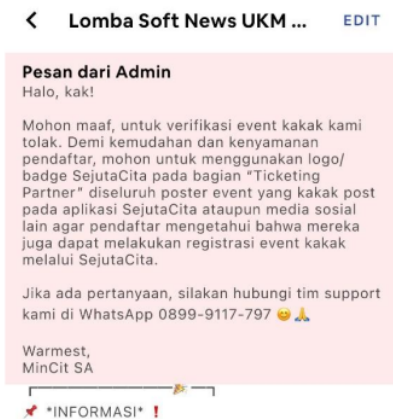 Lomba Soft News UKM ... EDIT
Pesan dari Admin
Halo, kak!
Mohon maaf, untuk verifikasi event kakak kami
tolak. Demi kemudahan dan kenyamanan
pendaftar, mohon untuk menggunakan logo/
badge SejutaCita pada bagian "Ticketing
Partner" diseluruh poster event yang kakak post
pada aplikasi SejutaCita ataupun media sosial
lain agar pendaftar mengetahui bahwa mereka
juga dapat melakukan registrasi event kakak
melalui SejutaCita.
Jika ada pertanyaan, silakan hubungi tim support
kami di WhatsApp 0899-9117-797 😊🙏
Warmest,
MinCit SA
📌 *INFORMASI* ❗